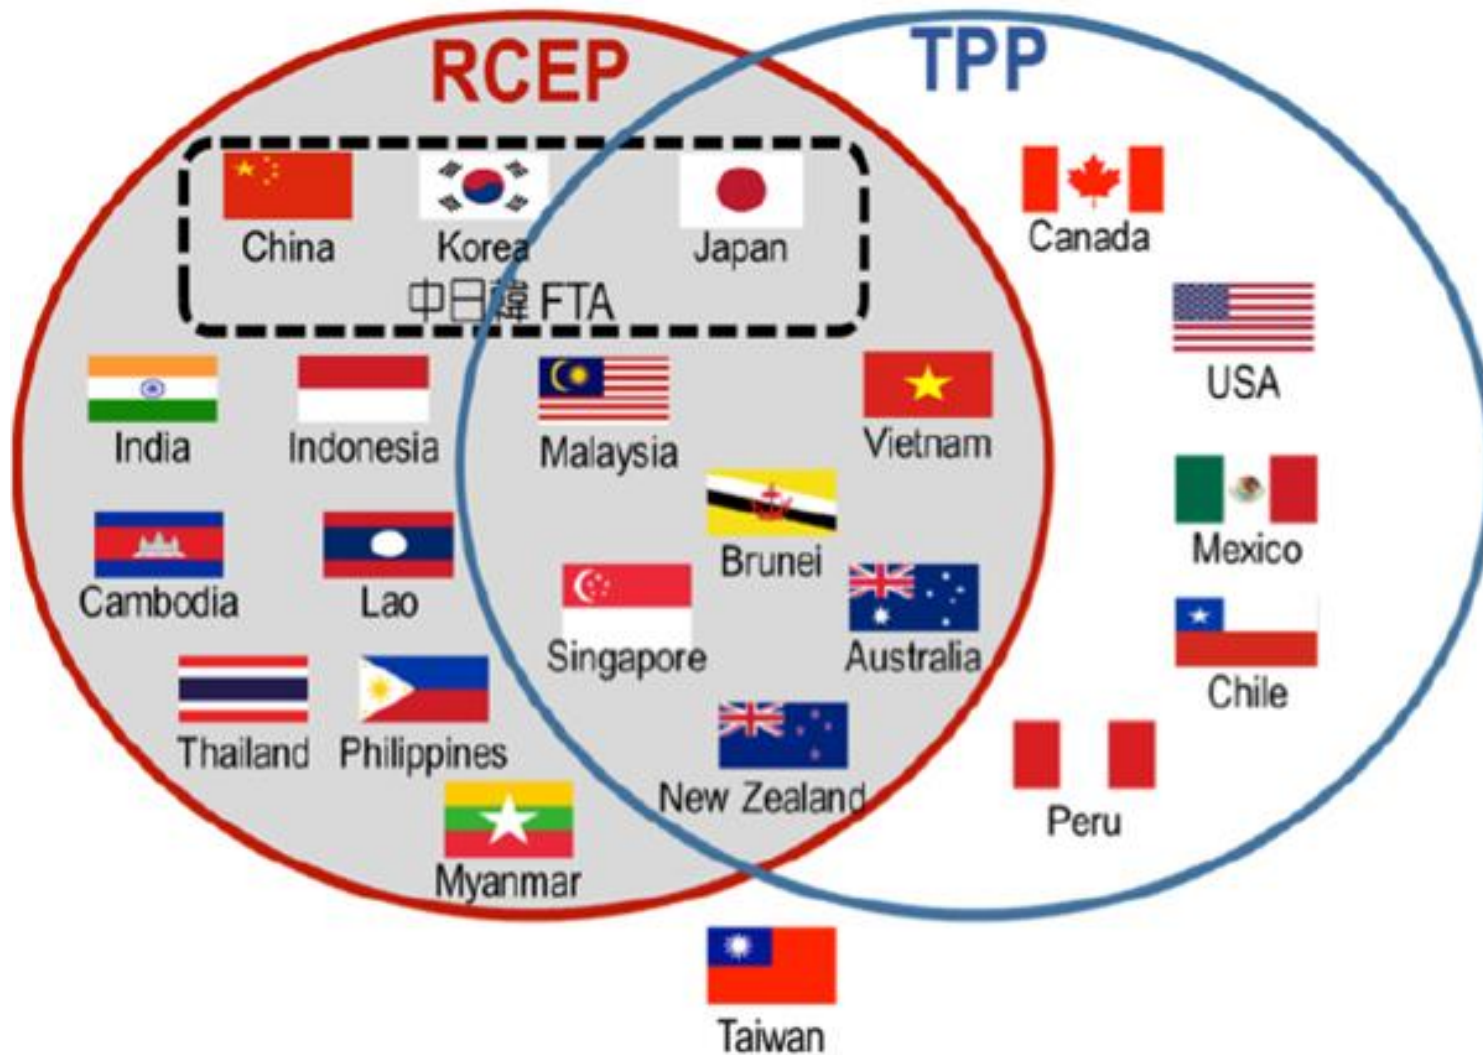 RCEP
TPP
China
Korea
Japan
Canada
中日韓 FTA
USA
India
Indonesia
Malaysia
Vietnam
Brunei
Mexico
Cambodia
Lao
Singapore
Australia
Chile
Thailand
Philippines
New Zealand
Peru
Myanmar
Taiwan